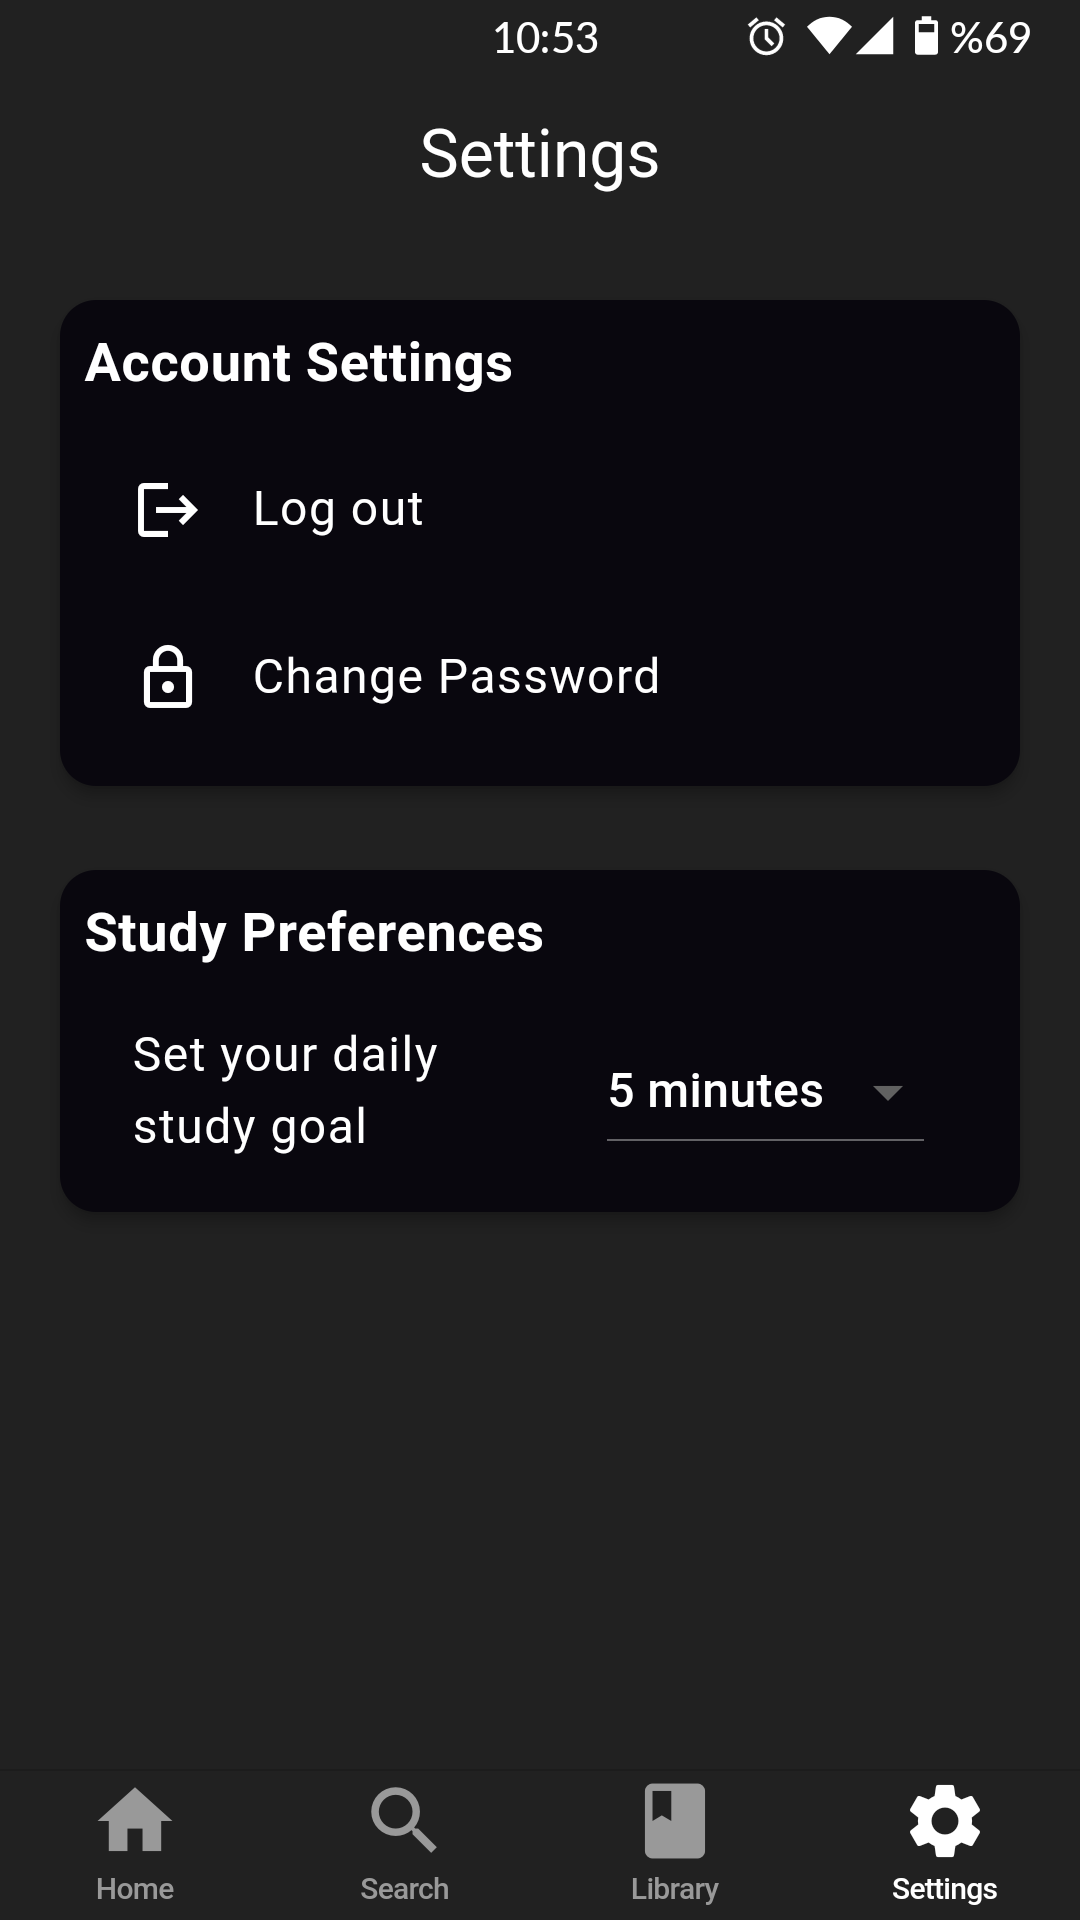 10:53 %69
Settings
Account Settings
Log out
Change Password
Study Preferences
Set your daily
study goal
5 minutes
Home Search Library Settings